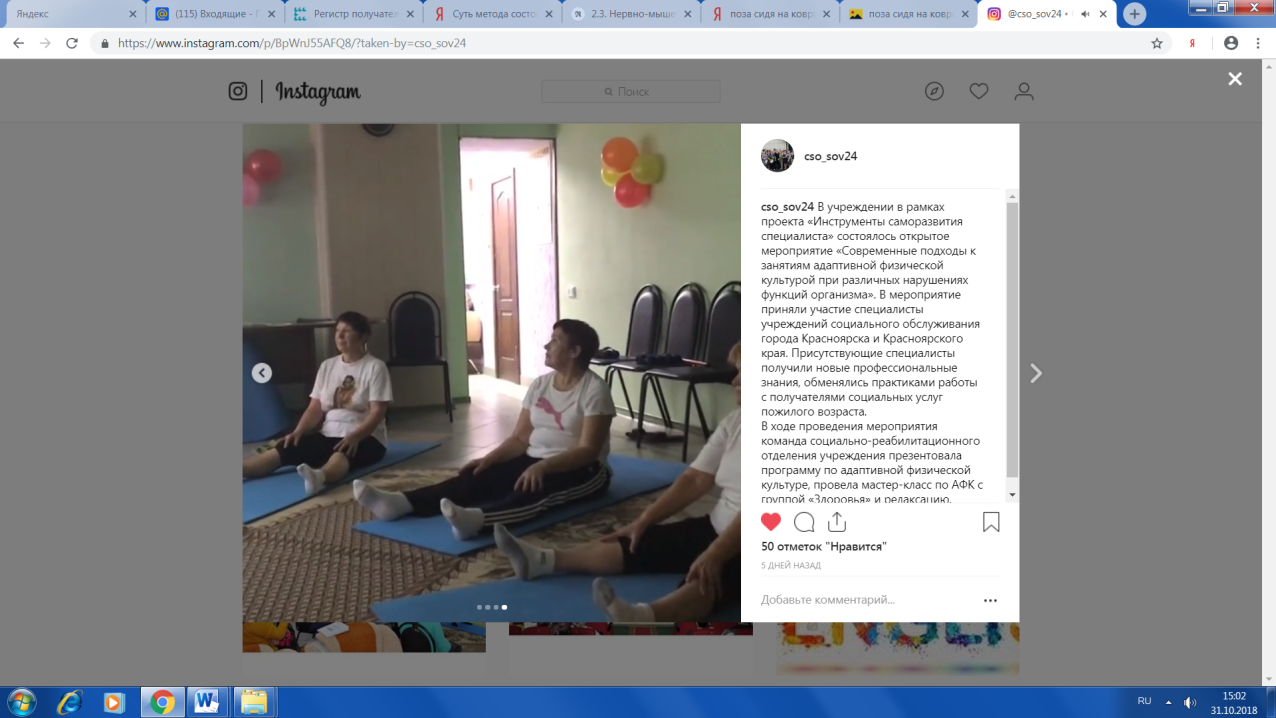 Яндекс
(115) Входящие -
Регистр получател
Суть метода состо
2.3. Нервно-мыше
поза сидя на ковр
поза сидя на ковр
@cso_sov24 •
https://www.instagram.com/p/BpWnJ55AFQ8/?taken-by=cso_sov24
Instagram
Поиск
cso_sov24
cso_sov24 В учреждении в рамках
проекта «Инструменты саморазвития
специалиста» состоялось открытое
мероприятие «Современные подходы к
занятиям адаптивной физической
культурой при различных нарушениях
функций организма». В мероприятие
приняли участие специалисты
учреждений социального обслуживания
города Красноярска и Красноярского
края. Присутствующие специалисты
получили новые профессиональные
знания, обменялись практиками работы
с получателями социальных услуг
пожилого возраста.
В ходе проведения мероприятия
команда социально-реабилитационного
отделения учреждения презентовала
программу по адаптивной физической
культуре, провела мастер-класс по АФК с
группой «Здоровья» и релаксацию.
50 отметок "Нравится"
5 ДНЕЙ НАЗАД
Добавьте комментарий...
RU
15:02
31.10.2018